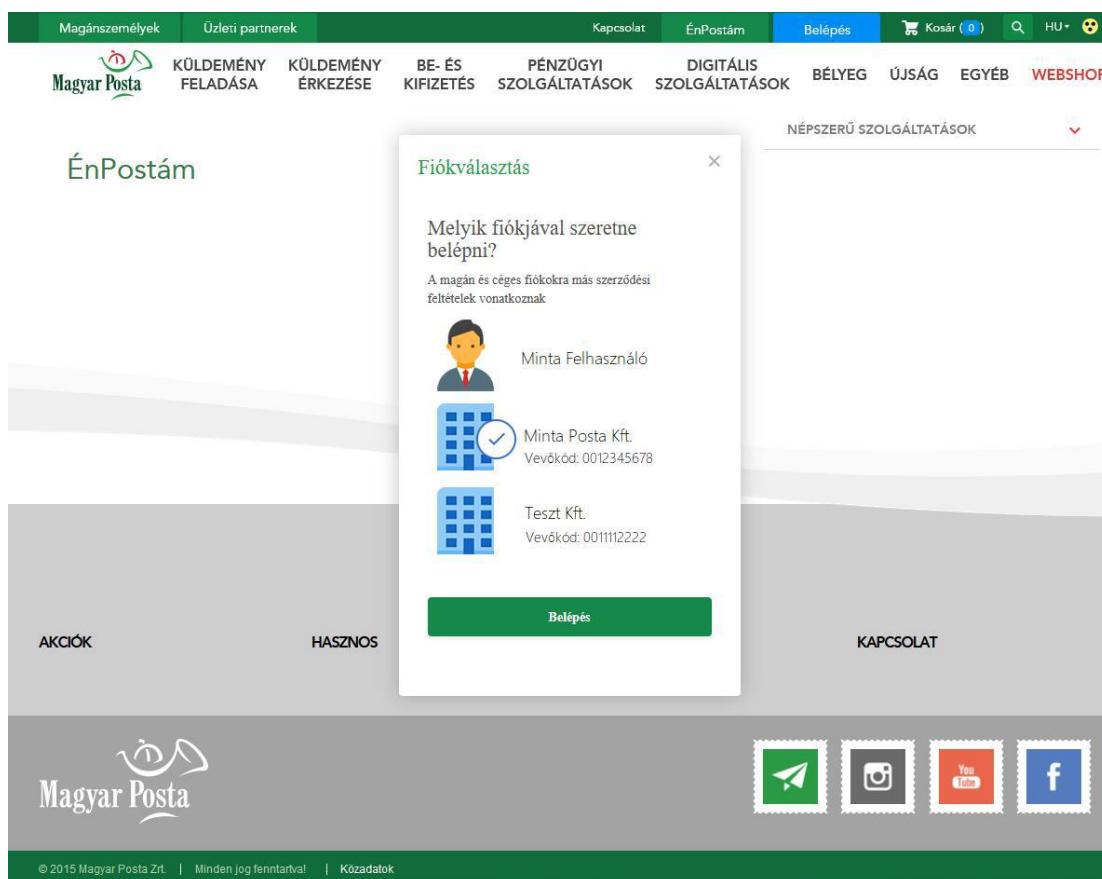 Magánszemélyek Üzleti partnerek Kapcsolat ÉnPostám Belépés Kosár ( 0 ) HU
Magyar Posta
KÜLDEMÉNY FELADÁSA
KÜLDEMÉNY ÉRKEZÉSE
BE- ÉS KIFIZETÉS
PÉNZÜGYI SZOLGÁLTATÁSOK
DIGITÁLIS SZOLGÁLTATÁSOK
BÉLYEG ÚJSÁG EGYÉB WEBSHOP
NÉPSZERŰ SZOLGÁLTATÁSOK
ÉnPostám
Fiókválasztás
Melyik fiókjával szeretne
belépni?
A magán és céges fiókokra más szerződési
feltételek vonatkoznak
Minta Felhasználó
Minta Posta Kft.
Vevőkód: 0012345678
Teszt Kft.
Vevőkód: 0011112222
Belépés
AKCIÓK HASZNOS KAPCSOLAT
Magyar Posta
You
Tube
f
© 2015 Magyar Posta Zrt. | Minden jog fenntartva! | Közadatok